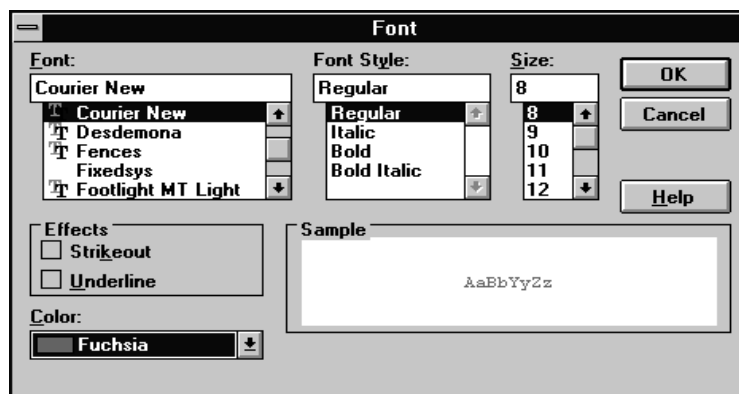 Font
Font:
Courier New
Courier New
Desdemona
Fences
Fixedsys
Footlight MT Light
Font Style:
Regular
Regular
Italic
Bold
Bold Italic
Size:
8
8
9
10
11
12
OK
Cancel
Help
Effects
Strikeout
Underline
Color:
Fuchsia
Sample
AaBbYyZz